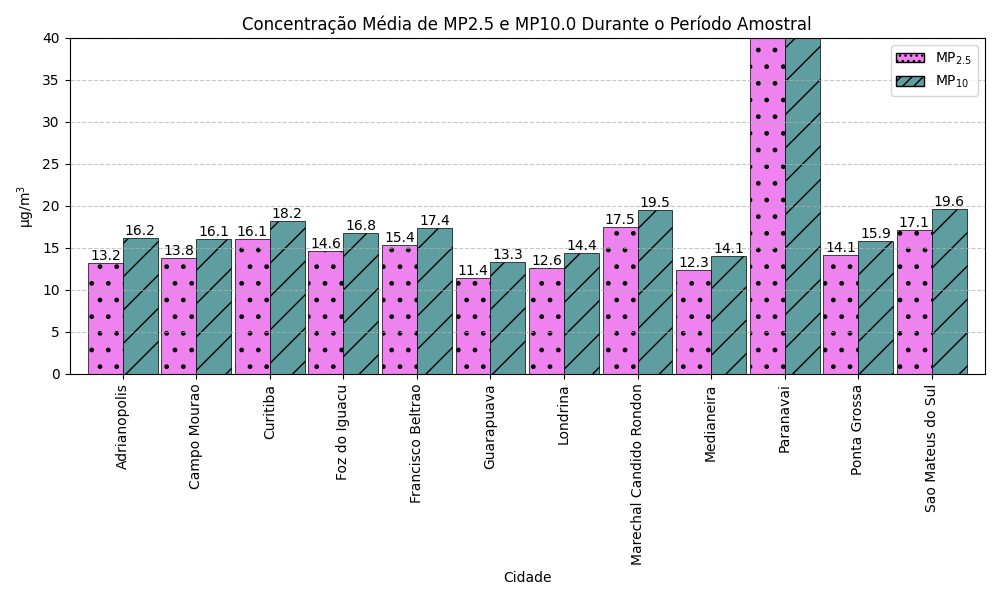 Concentração Média de MP2.5 e MP10.0 Durante o Período Amostral
MP2.5
MP10
µg/m³
40
35
30
25
20
15
10
5
0
13.2
16.2
13.8
16.1
16.1
18.2
14.6
16.8
15.4
17.4
11.4
13.3
12.6
14.4
17.5
19.5
12.3
14.1
14.1
15.9
17.1
19.6
Adrianopolis
Campo Mourao
Curitiba
Foz do Iguacu
Francisco Beltrao
Guarapuava
Londrina
Marechal Candido Rondon
Medianeira
Paranavai
Ponta Grossa
Sao Mateus do Sul
Cidade